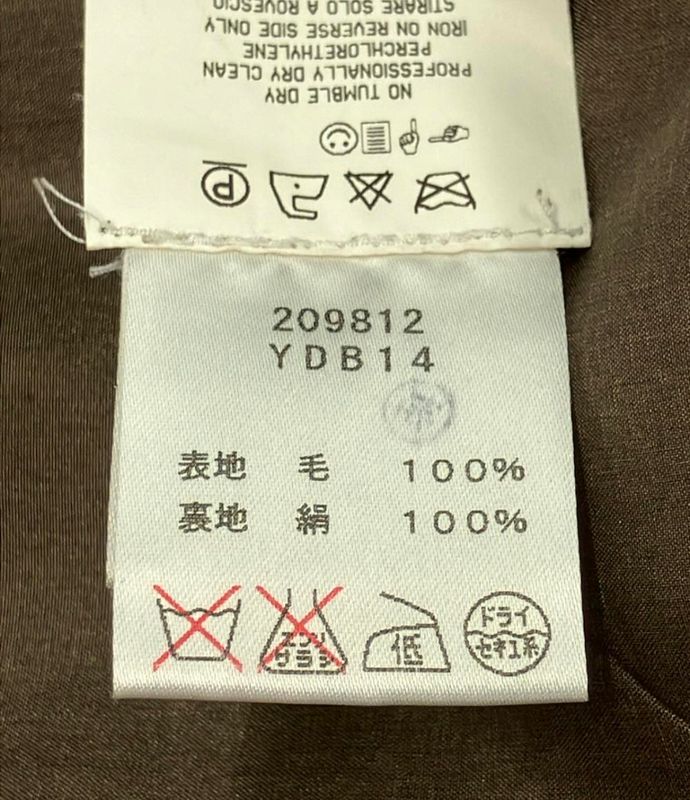 NO TUMBLE DRY
PROFESSIONALLY DRY CLEAN
PERCHLORETHYLENE
IRON ON REVERSE SIDE ONLY
STIRARE SOLO A ROVESCIO
P
209812
YDB14
表地 毛 100%
裏地 絹 100%
エンソ
サラシ
低
ドライ
セキユ系